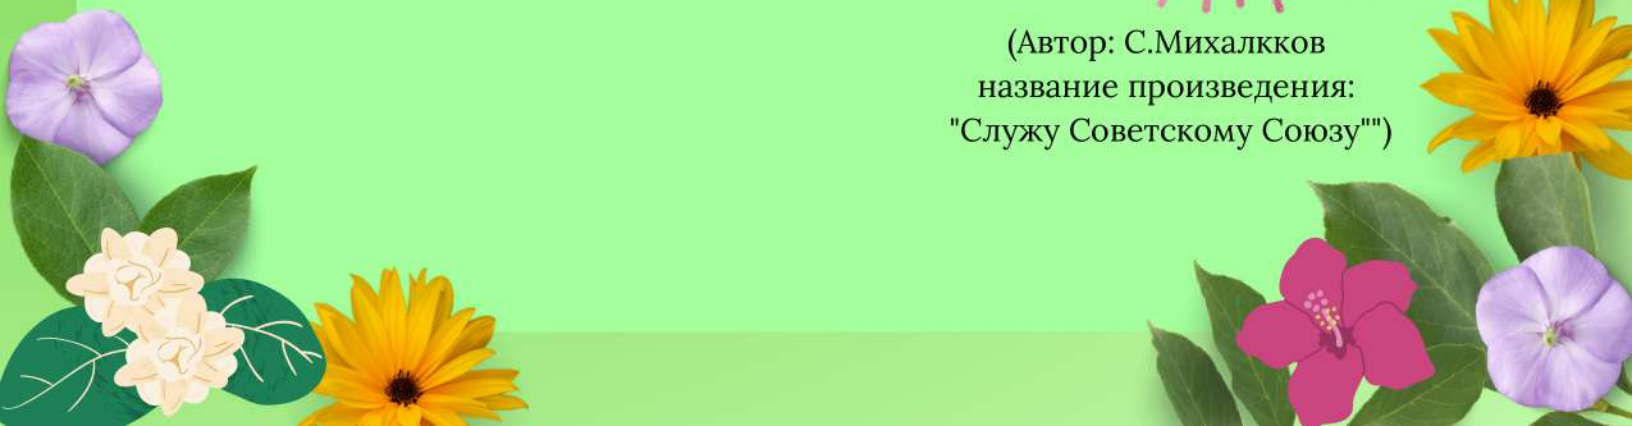 (Автор: С.Михалкков
название произведения:
"Служу Советскому Союзу"")